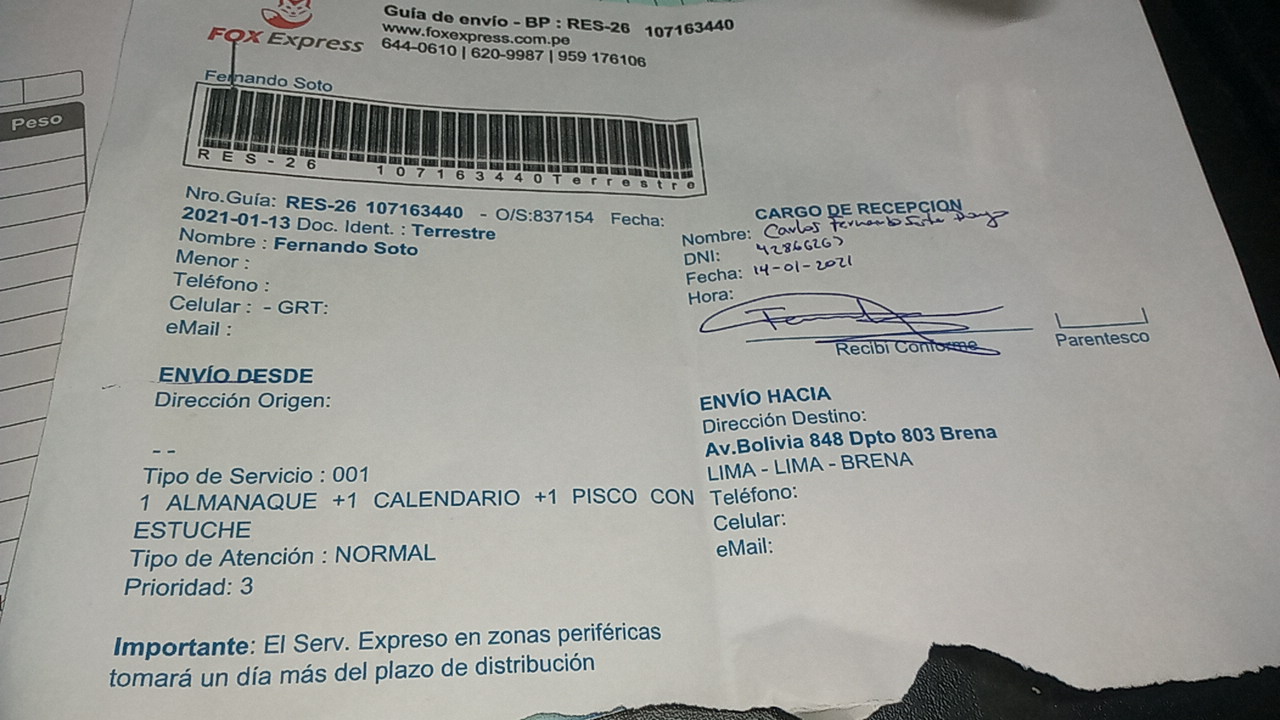 Peso
FOX Express
Guía de envío - BP : RES-26 107163440
www.foxexpress.com.pe
644-0610 | 620-9987 | 959 176106
Fernando Soto
RES-26 107163440Terrestre
Nro.Guía: RES-26 107163440 - O/S:837154 Fecha:
2021-01-13 Doc. Ident. : Terrestre
Nombre : Fernando Soto
Menor :
Teléfono :
Celular : - GRT:
eMail :
CARGO DE RECEPCION
Nombre: Carlos Fernando Soto
DNI:
Fecha: 14-01-2021
Hora:
Recibi Conforme
Parentesco
ENVÍO DESDE
Dirección Origen:
- -
Tipo de Servicio : 001
1 ALMANAQUE +1 CALENDARIO +1 PISCO CON
ESTUCHE
Tipo de Atención : NORMAL
Prioridad: 3
ENVÍO HACIA
Dirección Destino:
Av.Bolivia 848 Dpto 803 Brena
LIMA - LIMA - BRENA
Teléfono:
Celular:
eMail:
Importante: El Serv. Expreso en zonas periféricas
tomará un día más del plazo de distribución